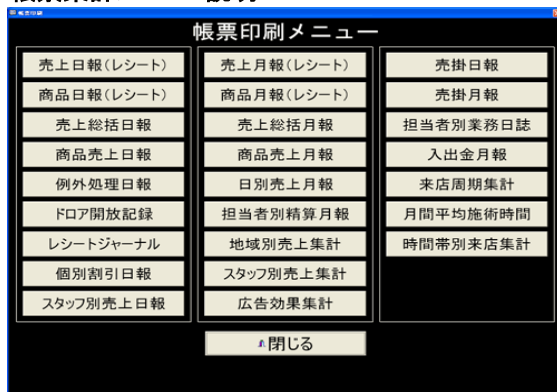 帳票印刷
帳票印刷メニュー
売上日報(レシート)
商品日報(レシート)
売上総括日報
商品売上日報
例外処理日報
ドロア開放記録
レシートジャーナル
個別割引日報
スタッフ別売上日報
売上月報(レシート)
商品月報(レシート)
売上総括月報
商品売上月報
日別売上月報
担当者別精算月報
地域別売上集計
スタッフ別売上集計
広告効果集計
売掛日報
売掛月報
担当者別業務日誌
入出金月報
来店周期集計
月間平均施術時間
時間帯別来店集計
閉じる